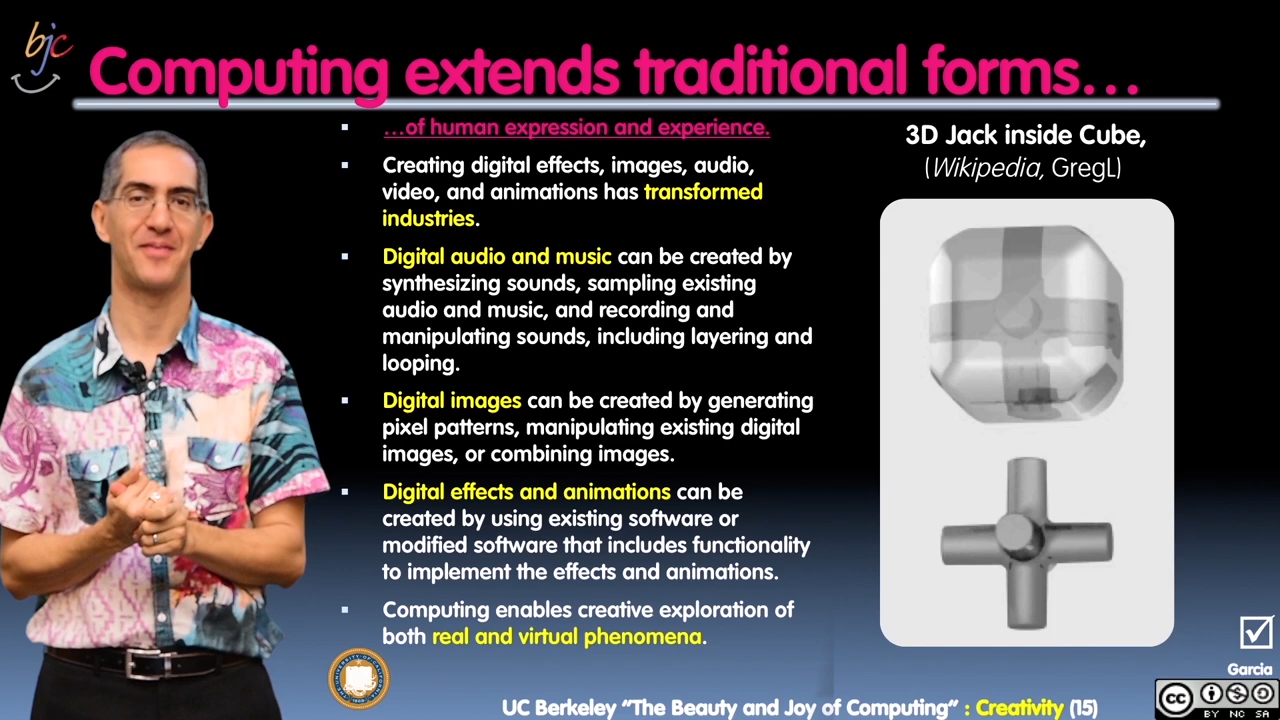 bjc
Computing extends traditional forms…
…of human expression and experience.
Creating digital effects, images, audio,
video, and animations has transformed
industries.
Digital audio and music can be created by
synthesizing sounds, sampling existing
audio and music, and recording and
manipulating sounds, including layering and
looping.
Digital images can be created by generating
pixel patterns, manipulating existing digital
images, or combining images.
Digital effects and animations can be
created by using existing software or
modified software that includes functionality
to implement the effects and animations.
Computing enables creative exploration of
both real and virtual phenomena.
3D Jack inside Cube,
(Wikipedia, GregL)
Garcia
UC Berkeley “The Beauty and Joy of Computing” : Creativity (15)
cc
BY NC SA